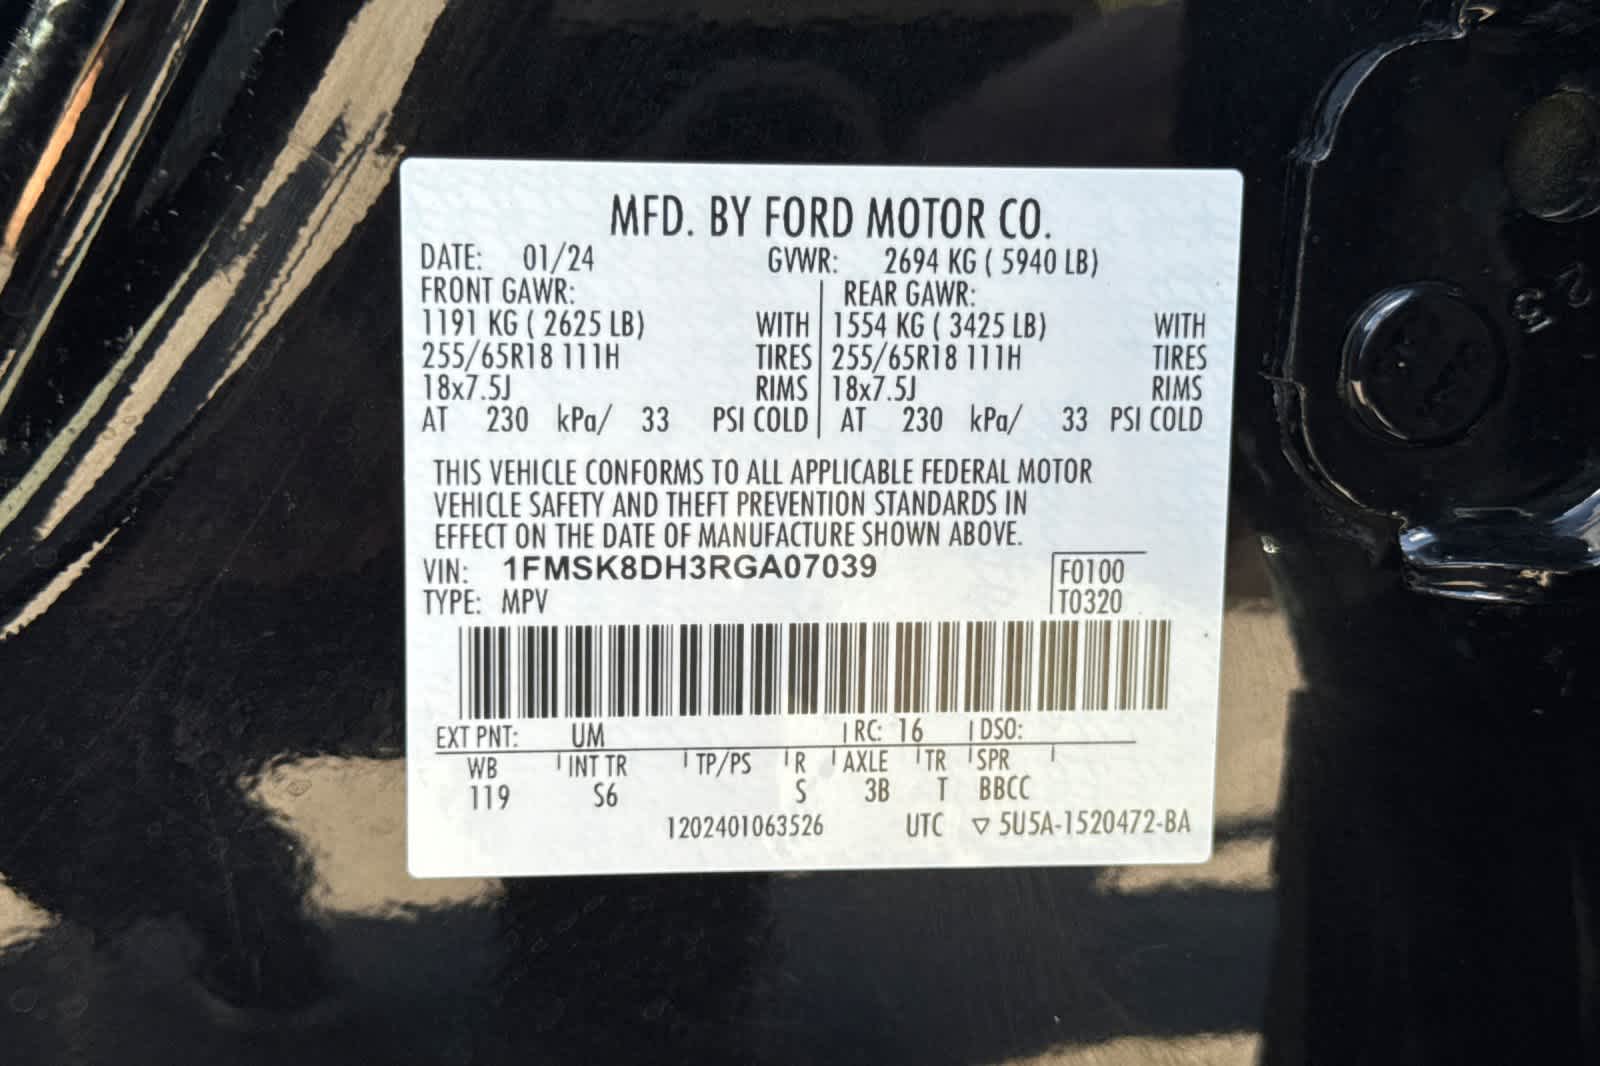 MFD. BY FORD MOTOR CO.
DATE: 01/24 GVWR: 2694 KG ( 5940 LB)
FRONT GAWR: REAR GAWR:
1191 KG ( 2625 LB) WITH 1554 KG ( 3425 LB) WITH
255/65R18 111H TIRES 255/65R18 111H TIRES
18x7.5J RIMS 18x7.5J RIMS
AT 230 kPa/ 33 PSI COLD AT 230 kPa/ 33 PSI COLD
THIS VEHICLE CONFORMS TO ALL APPLICABLE FEDERAL MOTOR
VEHICLE SAFETY AND THEFT PREVENTION STANDARDS IN
EFFECT ON THE DATE OF MANUFACTURE SHOWN ABOVE.
VIN: 1FMSK8DH3RGA07039 F0100
TYPE: MPV T0320
EXT PNT: UM RC: 16 DSO:
WB INT TR TP/PS R AXLE TR SPR
119 S6 S 3B T BBCC
1202401063526 UTC ▽ 5U5A-1520472-BA
25